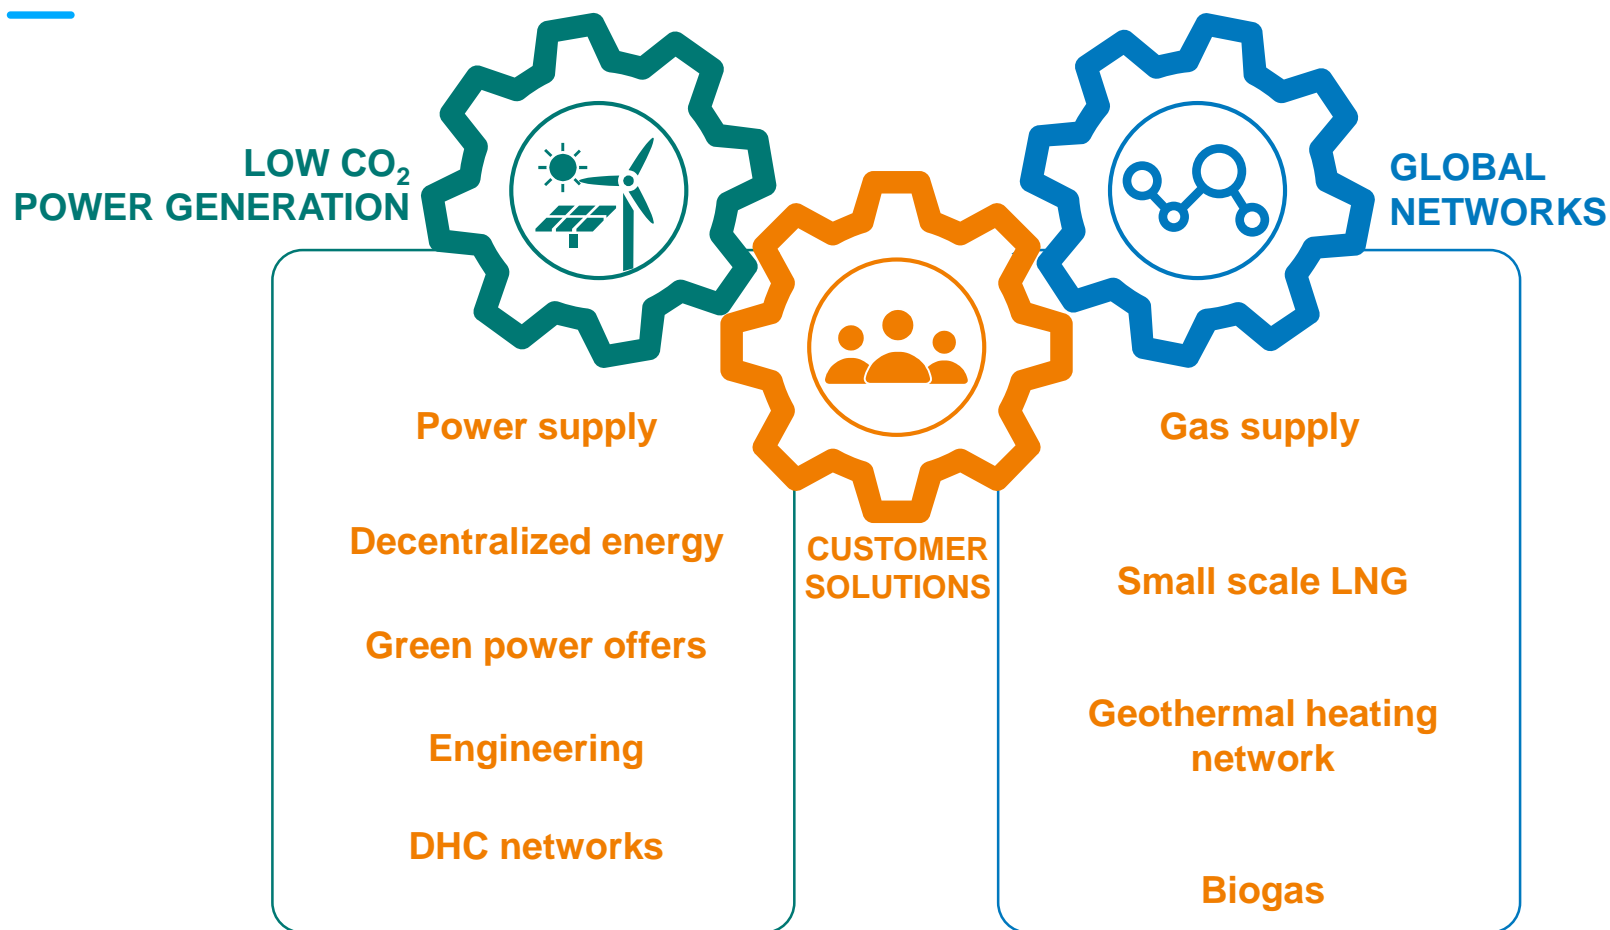 LOW CO₂
POWER GENERATION
GLOBAL
NETWORKS
Power supply
Decentralized energy
Green power offers
Engineering
DHC networks
CUSTOMER
SOLUTIONS
Gas supply
Small scale LNG
Geothermal heating
network
Biogas